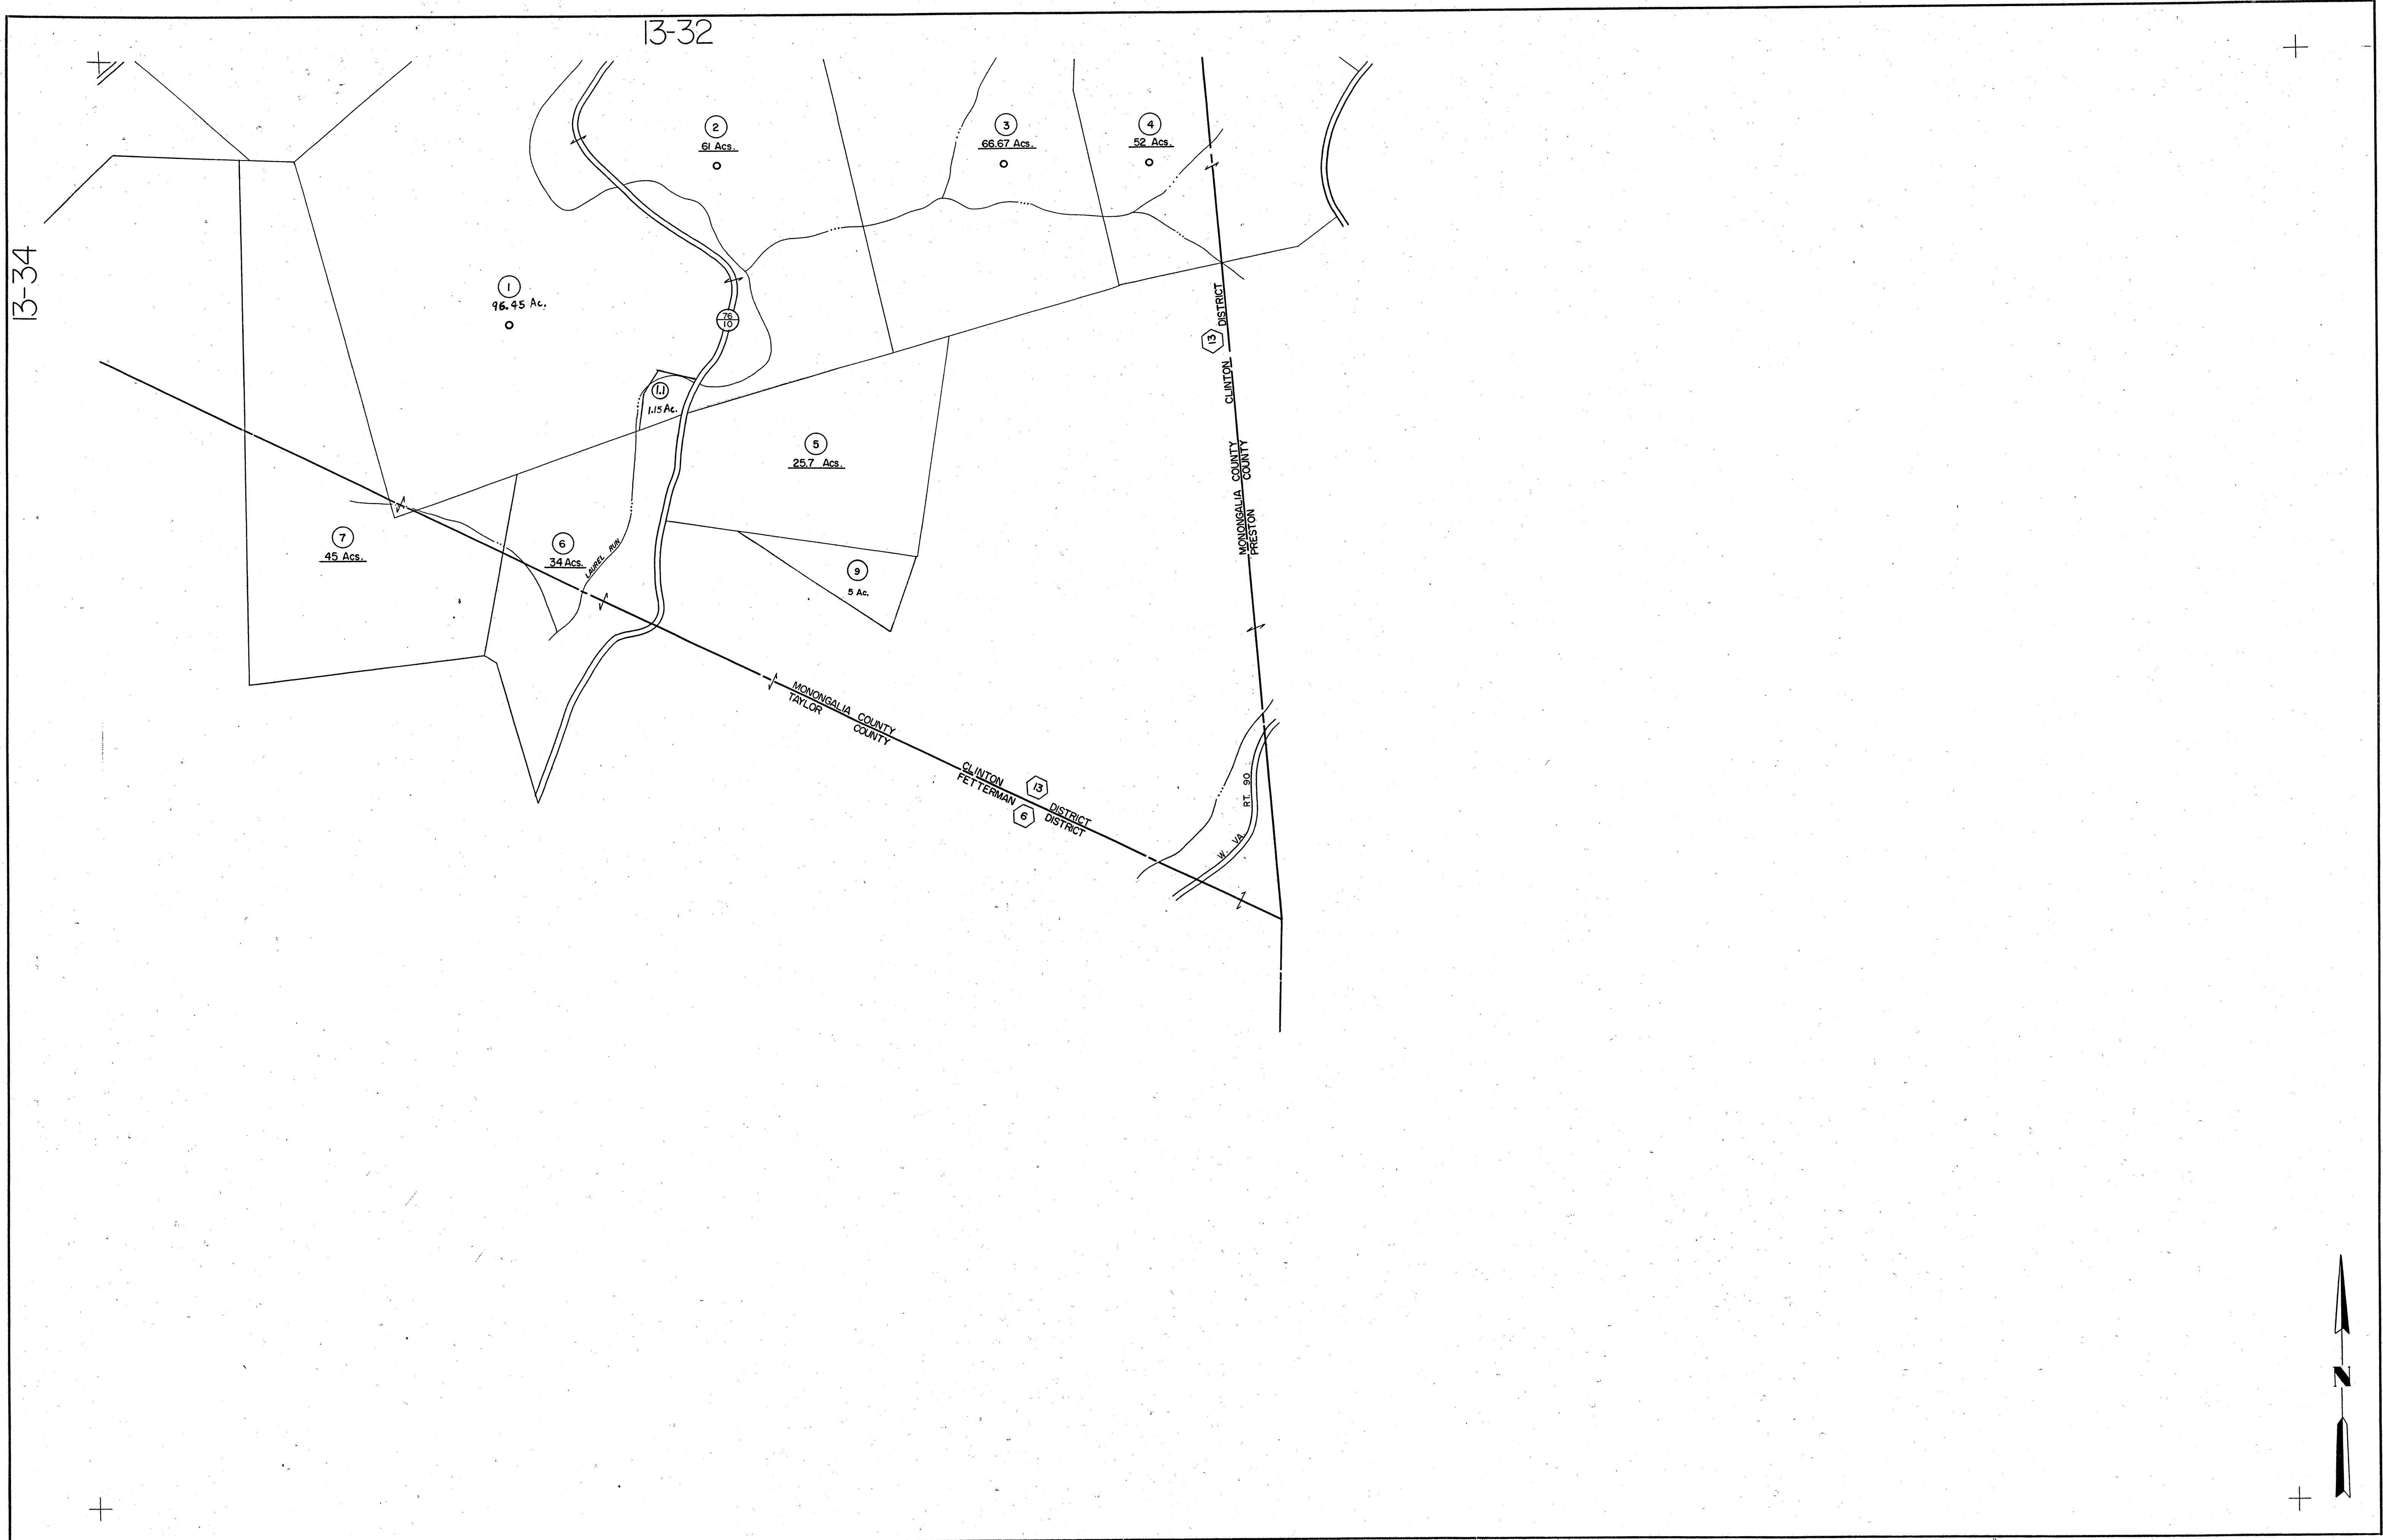 13-32
13-34
2
61 Acs.
3
66.67 Acs.
4
52 Acs.
1
96.45 Ac.
76
10
1.1
1.15 Ac.
5
25.7 Acs.
7
45 Acs.
6
34 Acs.
LAUREL RUN
9
5 Ac.
CLINTON 13 DISTRICT
MONONGALIA COUNTY
PRESTON COUNTY
MONONGALIA COUNTY
TAYLOR COUNTY
CLINTON 13 DISTRICT
FETTERMAN 6 DISTRICT
W. VA. RT. 90
N